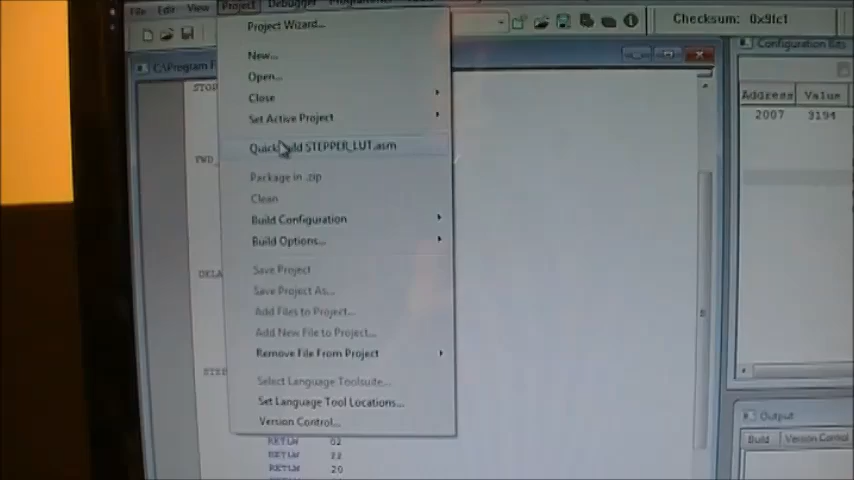 File Edit View Project Debugger
Checksum: 0x9fc1
Project Wizard...
New...
Open...
Close
Set Active Project
STEPPER_LUT.asm
Package in .zip
Clean
Build Configuration
Build Options...
Save Project
Save Project As...
Add Files to Project...
Add New File to Project...
Remove File From Project
Select Language Toolsuite...
Set Language Tool Locations...
Version Control...
C:\Program F
DELA
RETLW 02
RETLW
RETLW 20
Configuration Bits
Address Value
2007 3194
Output
Build Version Control